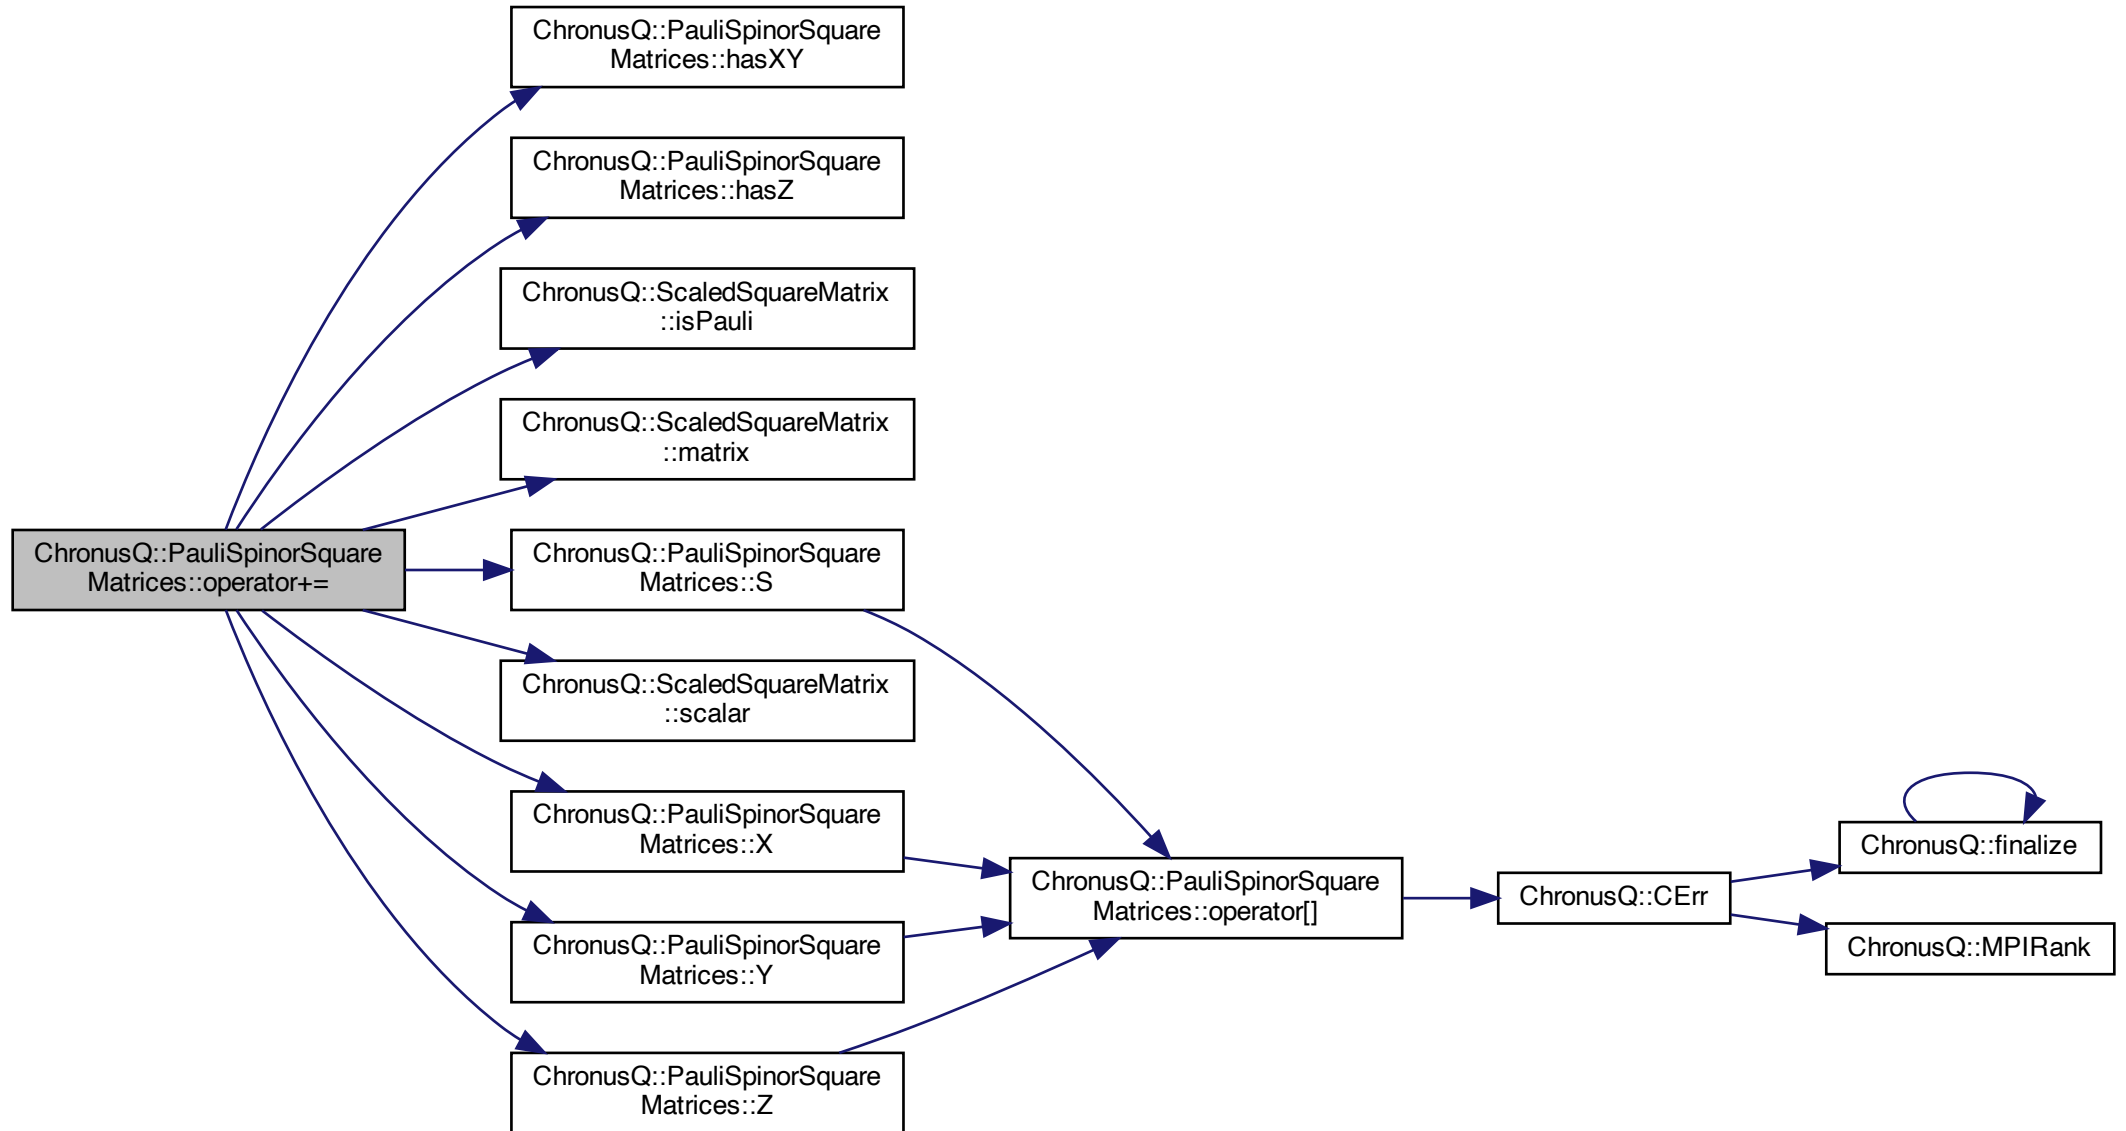 ChronusQ::PauliSpinorSquare
Matrices::hasXY
ChronusQ::PauliSpinorSquare
Matrices::hasZ
ChronusQ::ScaledSquareMatrix
::isPauli
ChronusQ::ScaledSquareMatrix
::matrix
ChronusQ::PauliSpinorSquare
Matrices::operator+=
ChronusQ::PauliSpinorSquare
Matrices::S
ChronusQ::ScaledSquareMatrix
::scalar
ChronusQ::PauliSpinorSquare
Matrices::X
ChronusQ::PauliSpinorSquare
Matrices::Y
ChronusQ::PauliSpinorSquare
Matrices::Z
ChronusQ::PauliSpinorSquare
Matrices::operator[]
ChronusQ::CErr
ChronusQ::finalize
ChronusQ::MPIRank